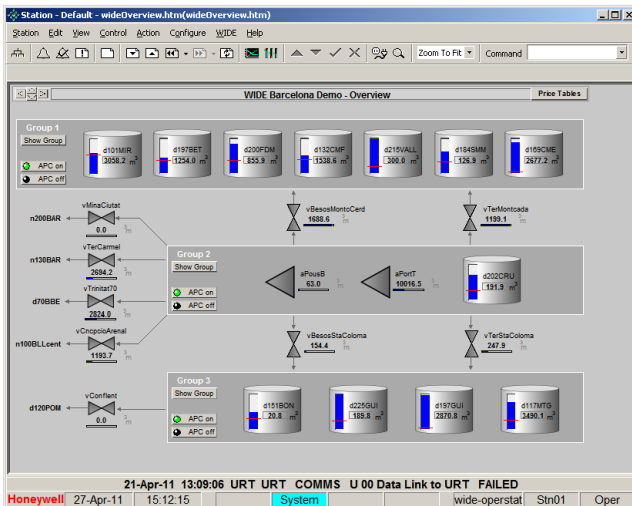 Station - Default - wideOverview.htm(wideOverview.htm)
Station Edit View Control Action Configure WIDE Help
Zoom To Fit Command
WIDE Barcelona Demo - Overview Price Tables
Group 1
Show Group
APC on
APC off
d101MIR d197BET d200FDM d132CMF d215VALL d184SMM d169CME
3058.2 m3 1254.0 m3 855.9 m3 1538.6 m3 300.0 m3 126.9 m3 2677.2 m3
vMinaCiutat
n200BAR 0.0
vBesosMontcCerd
1688.6
vTerMontcada
1199.1
vTerCarmel
n130BAR 2684.2
vTrinitat70
d70BBE 2824.0
vCncpcioArenal
n100BLLcent 1193.7
Group 2
Show Group
APC on
APC off
aPousB
63.0
aPortT
10016.5
d202CRU
191.9 m3
vBesosStaColoma
154.4
vTerStaColoma
247.9
vConflent
d120POM 0.0
Group 3
Show Group
APC on
APC off
d151BON d225GUI d197GUI d117MTG
20.8 m3 189.8 m3 2870.8 m3 3490.1 m3
21-Apr-11 13:09:06 URT URT COMMS U 00 Data Link to URT FAILED
Honeywell 27-Apr-11 15:12:15 System wide-operstat Stn01 Oper